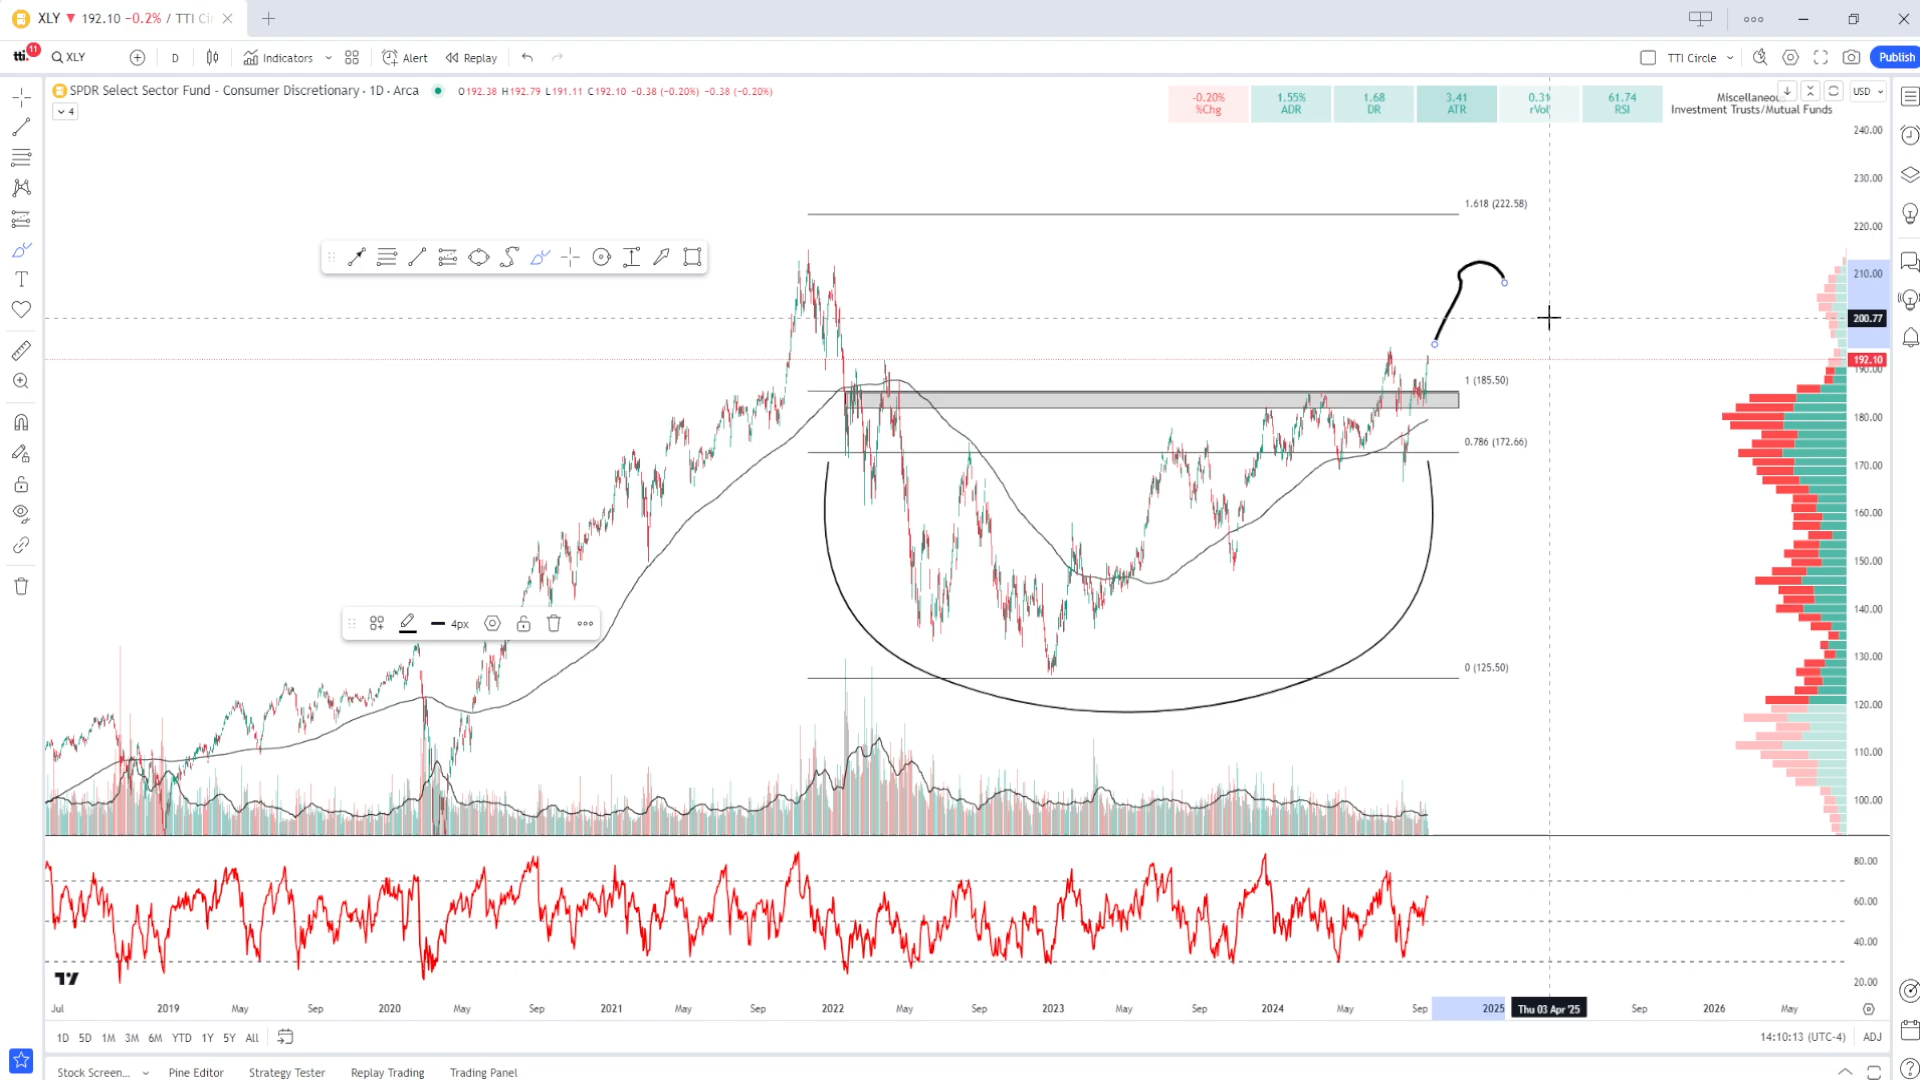 XLY ▼ 192.10 −0.2% / TTI Ci
tti. 11 XLY D Indicators Alert Replay TTI Circle Publish
SPDR Select Sector Fund - Consumer Discretionary · 1D · Arca O192.38 H192.79 L191.11 C192.10 −0.38 (−0.20%) −0.38 (−0.20%)
4
-0.20% 1.55% 1.68 3.41 0.31 61.74 Miscellaneous USD
%Chg ADR DR ATR rVol RSI Investment Trusts/Mutual Funds
240.00
230.00
1.618 (222.58)
220.00
210.00
200.77
192.10
190.00
1 (185.50)
180.00
0.786 (172.66)
170.00
160.00
150.00
140.00
4px
130.00
0 (125.50)
120.00
110.00
100.00
80.00
60.00
40.00
20.00
Jul 2019 May Sep 2020 May Sep 2021 May Sep 2022 May Sep 2023 May Sep 2024 May Sep 2025 Thu 03 Apr '25 Sep 2026 May
1D 5D 1M 3M 6M YTD 1Y 5Y All 14:10:13 (UTC-4) ADJ
Stock Screen... Pine Editor Strategy Tester Replay Trading Trading Panel